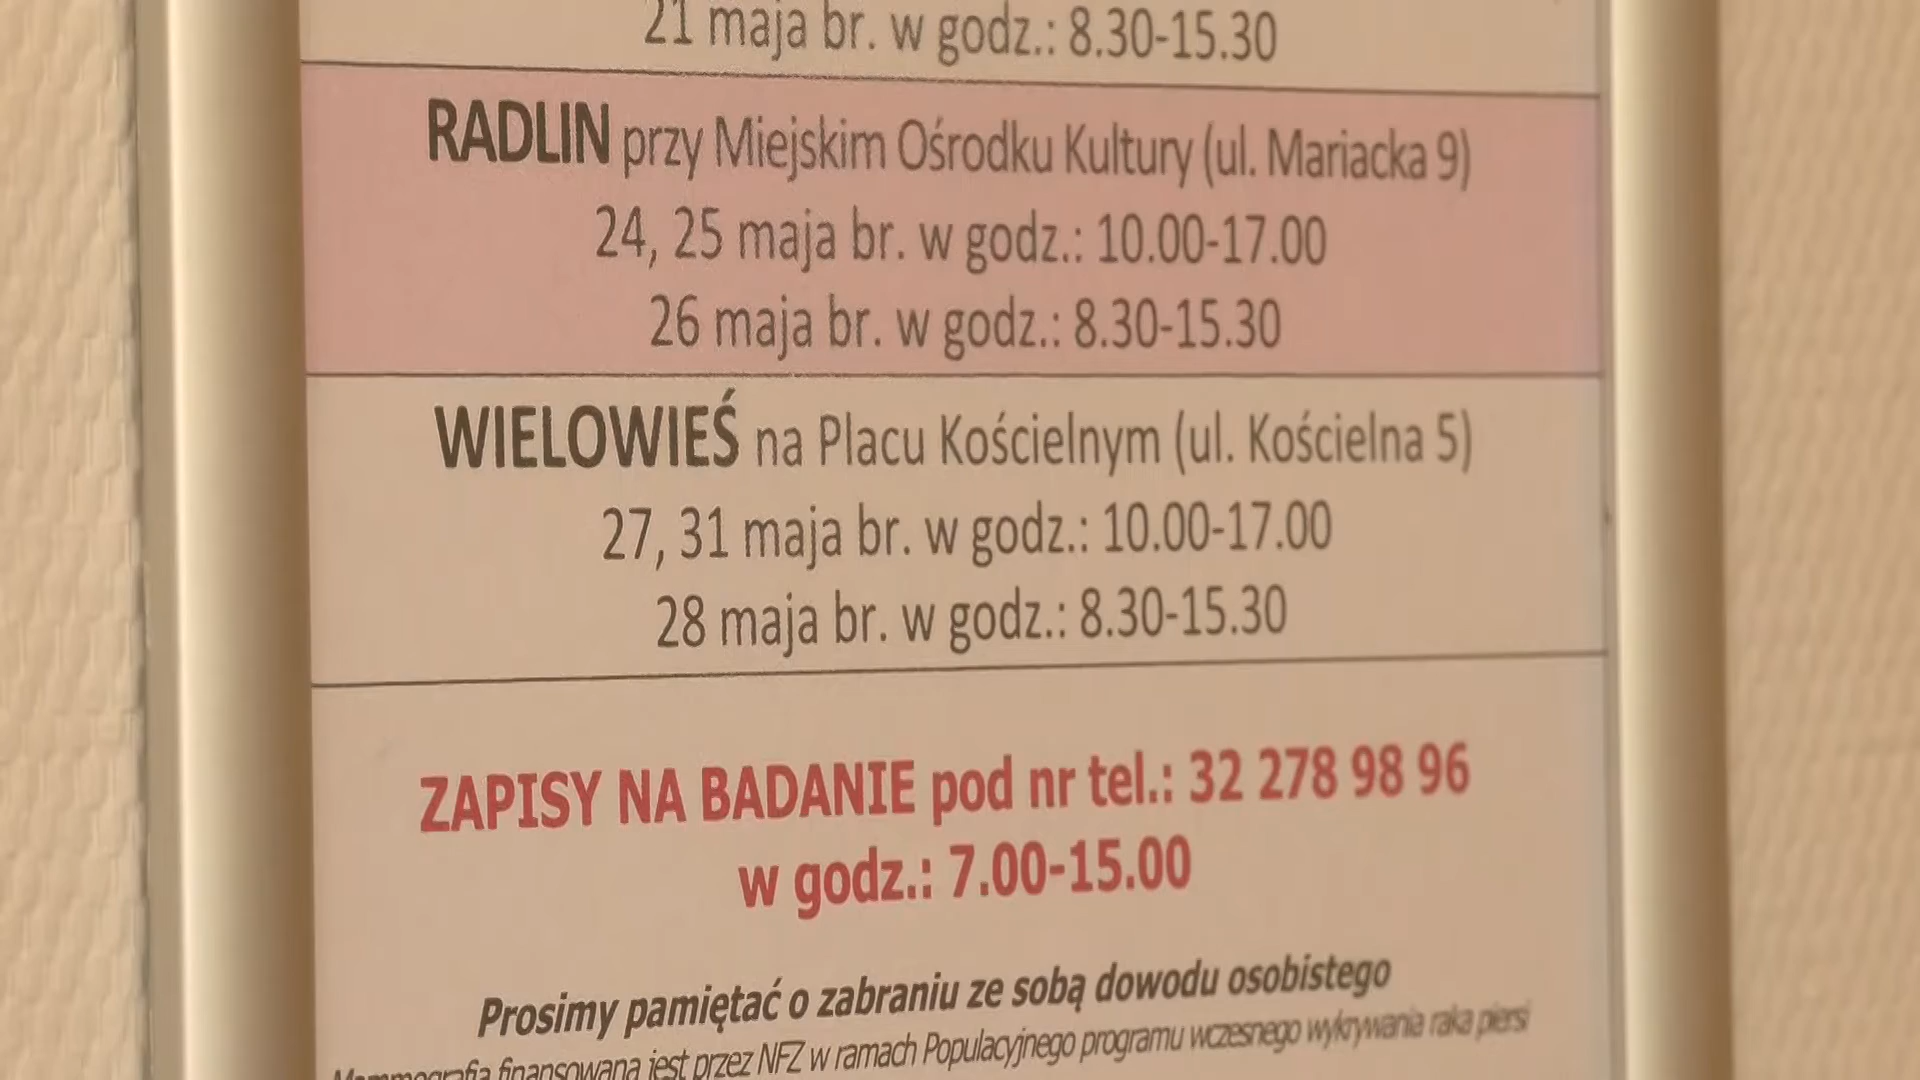 21 maja br. w godz.: 8.30-15.30
RADLIN przy Miejskim Ośrodku Kultury (ul. Mariacka 9)
24, 25 maja br. w godz.: 10.00-17.00
26 maja br. w godz.: 8.30-15.30
WIELOWIEŚ na Placu Kościelnym (ul. Kościelna 5)
27, 31 maja br. w godz.: 10.00-17.00
28 maja br. w godz.: 8.30-15.30
ZAPISY NA BADANIE pod nr tel.: 32 278 98 96
w godz.: 7.00-15.00
Prosimy pamiętać o zabraniu ze sobą dowodu osobistego
Mammografia finansowana jest przez NFZ w ramach Populacyjnego programu wczesnego wykrywania raka piersi